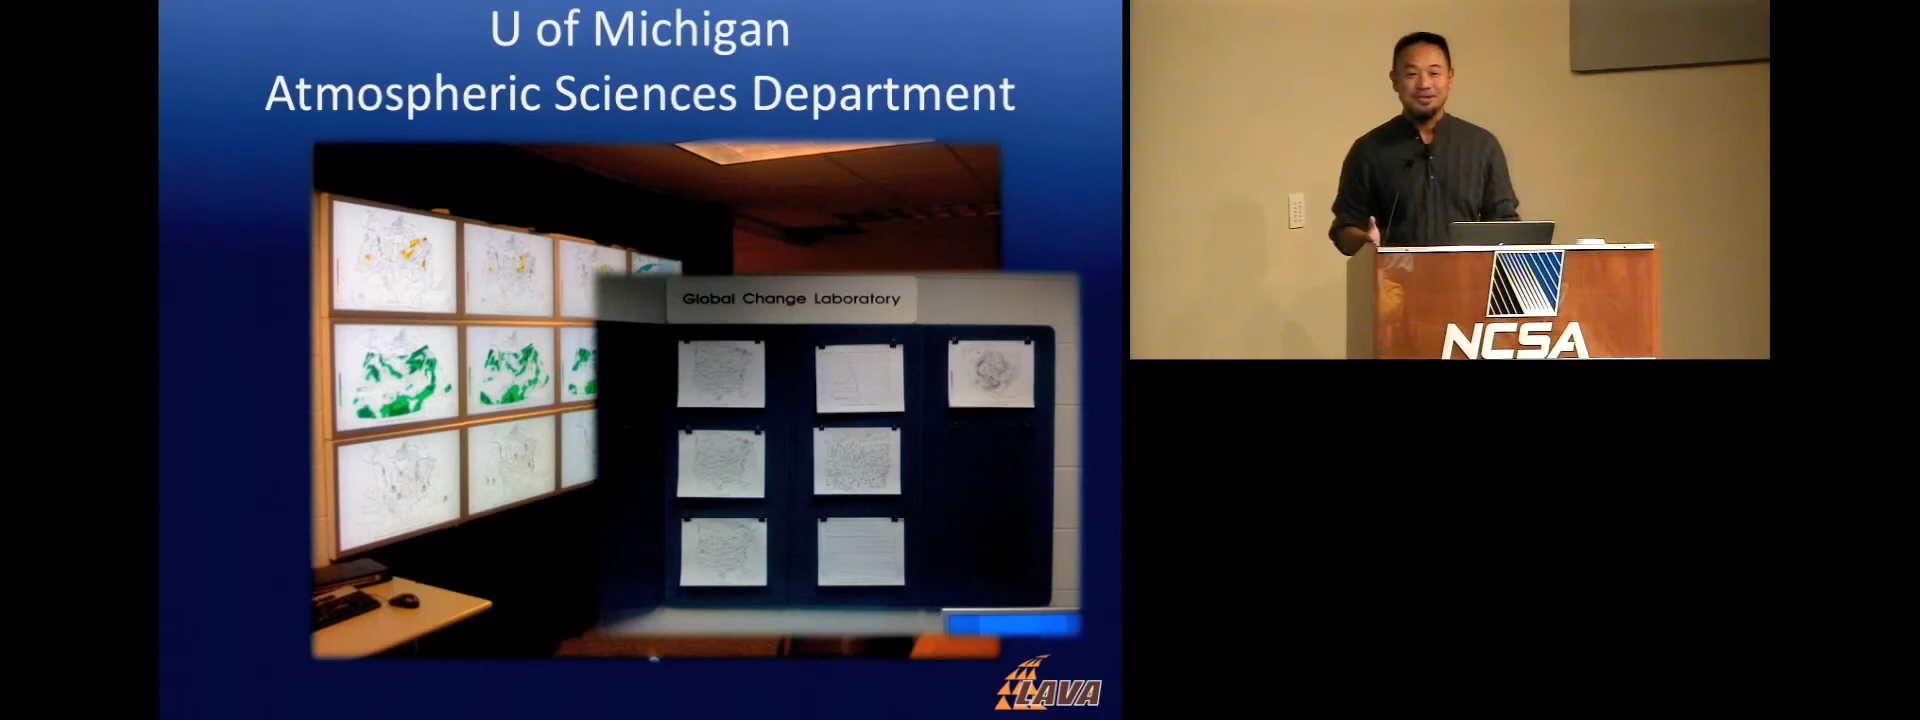 U of Michigan
Atmospheric Sciences Department
Global Change Laboratory
LAVA
NCSA